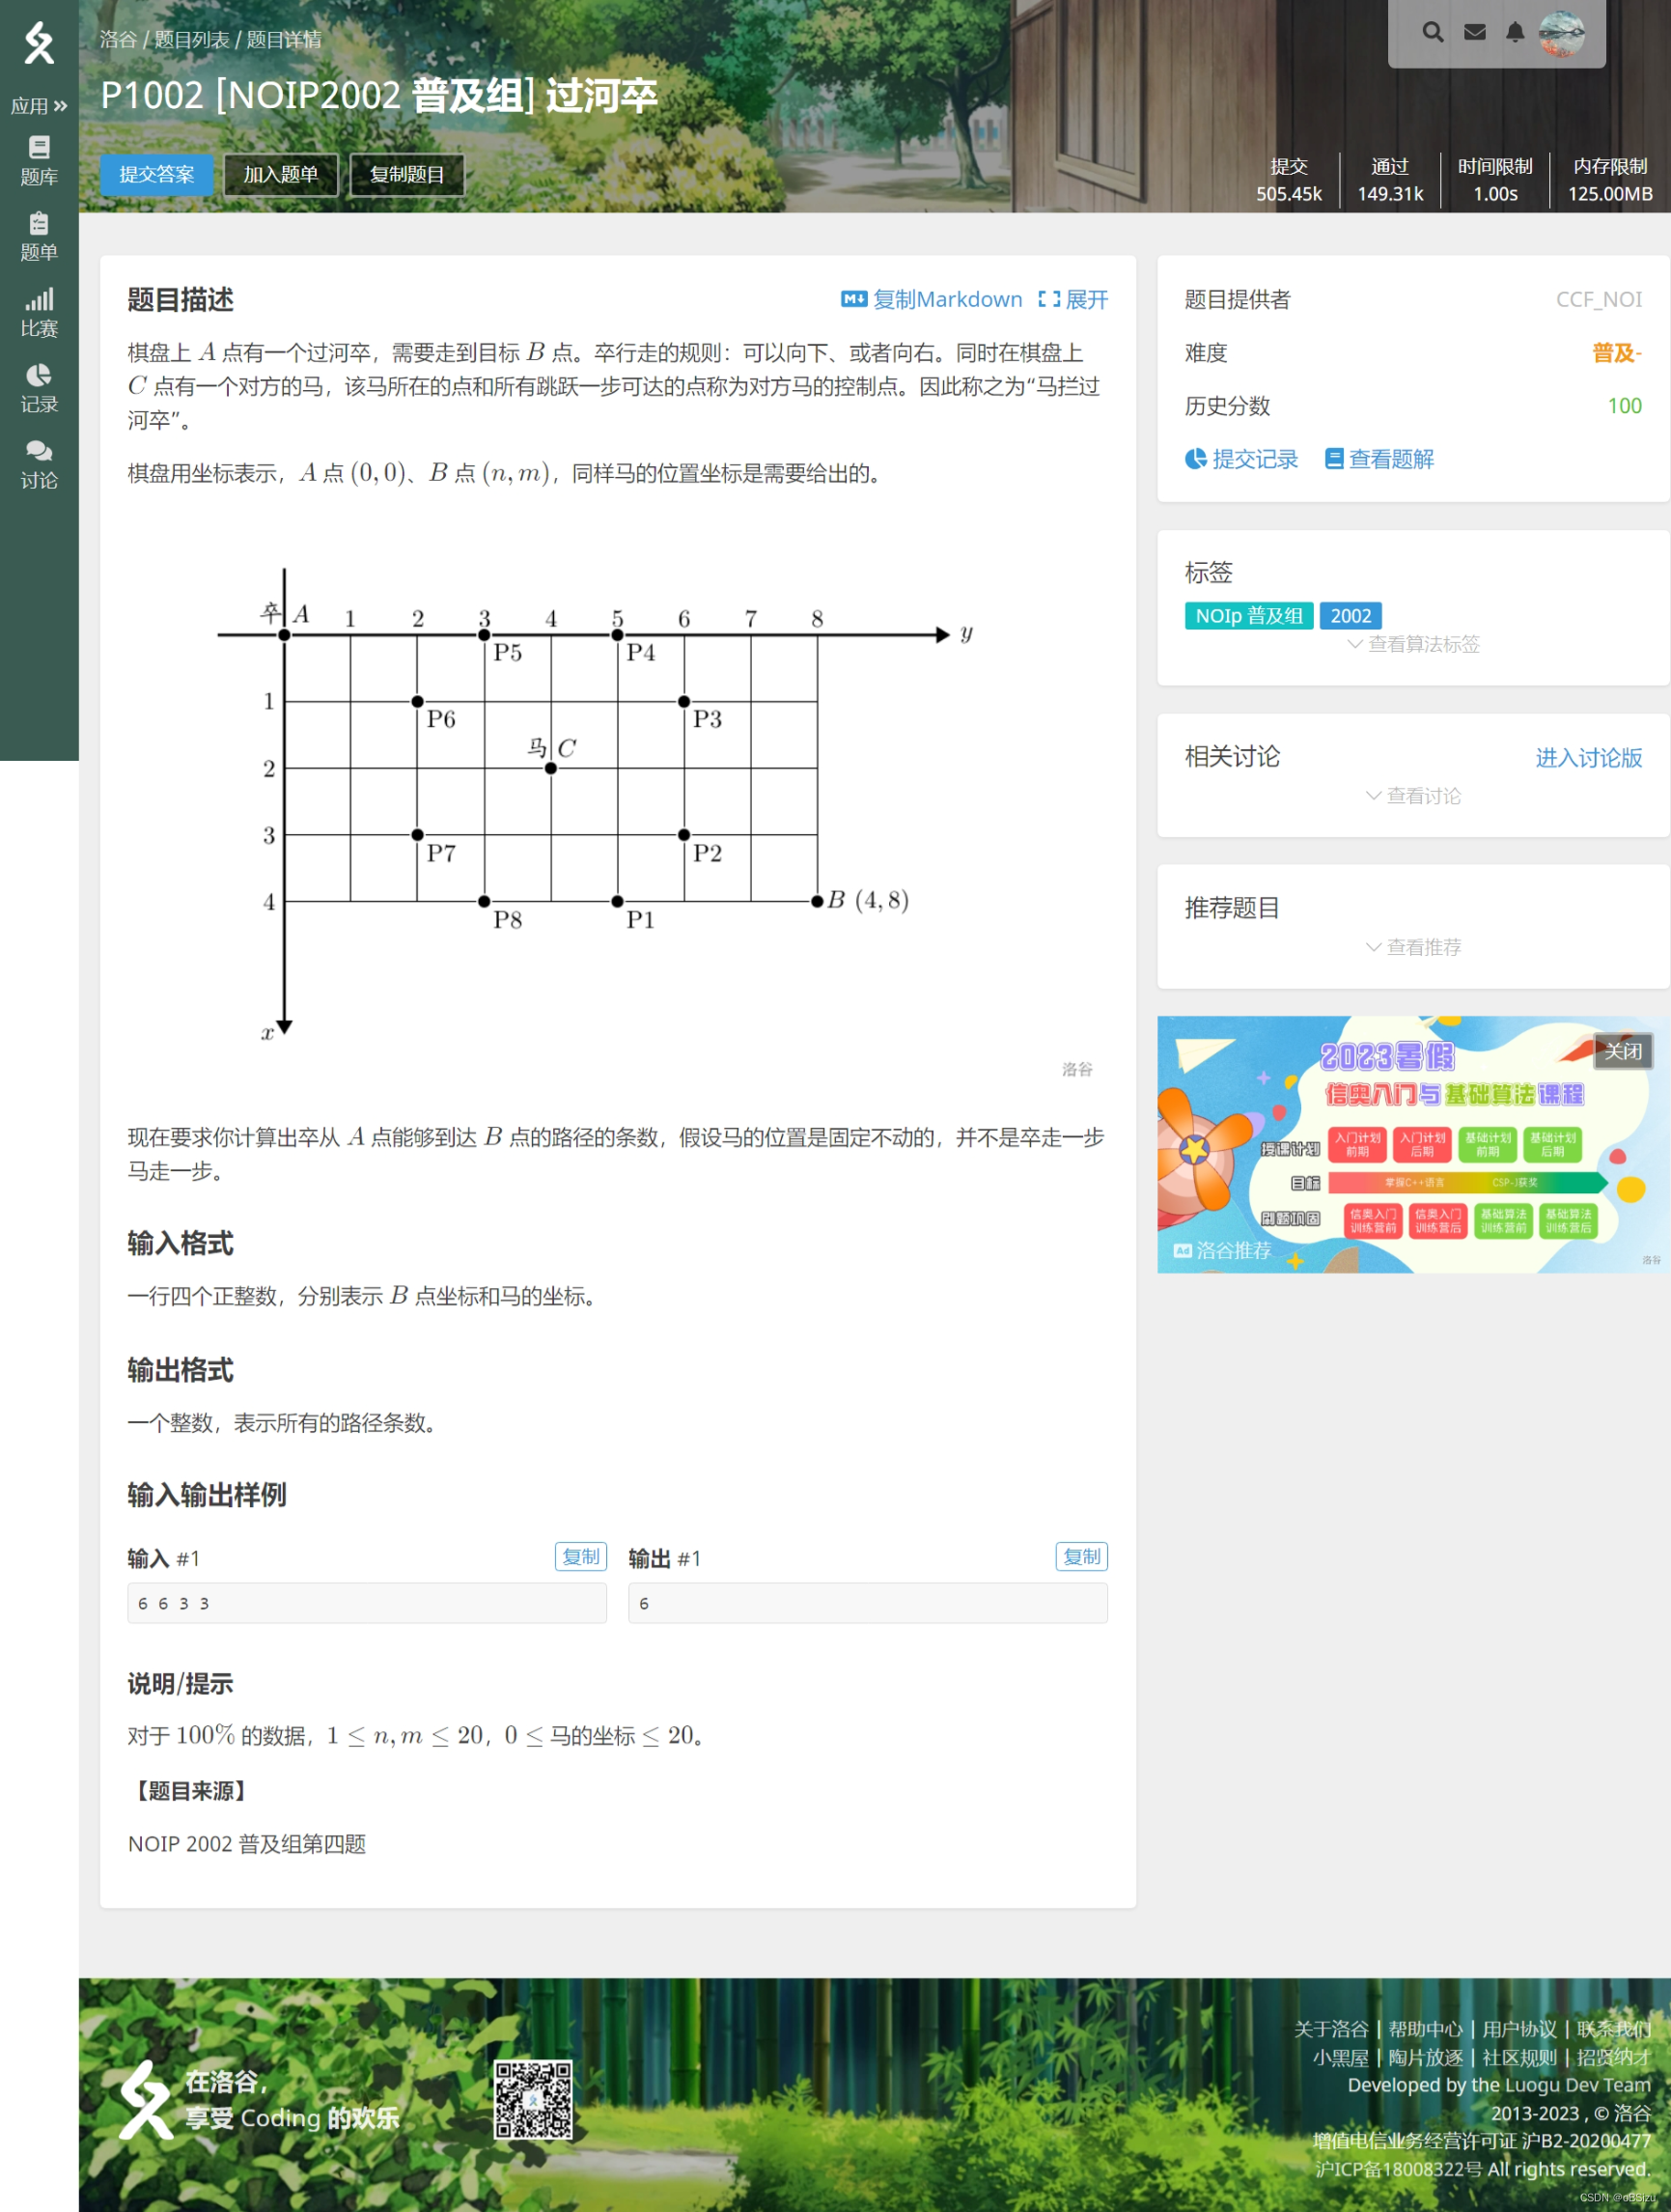 洛谷 / 题目列表 / 题目详情
P1002 [NOIP2002 普及组] 过河卒
应用
题库
题单
比赛
记录
讨论
提交答案
加入题单
复制题目
提交
505.45k
通过
149.31k
时间限制
1.00s
内存限制
125.00MB
题目描述
复制Markdown
展开
棋盘上 A 点有一个过河卒，需要走到目标 B 点。卒行走的规则：可以向下、或者向右。同时在棋盘上
C 点有一个对方的马，该马所在的点和所有跳跃一步可达的点称为对方马的控制点。因此称之为“马拦过
河卒”。
棋盘用坐标表示，A 点 (0, 0)、B 点 (n, m)，同样马的位置坐标是需要给出的。
卒 A 1 2 3 4 5 6 7 8
y
P5 P4
1
P6 P3
马 C
2
3
P7 P2
4 B (4, 8)
P8 P1
x
洛谷
现在要求你计算出卒从 A 点能够到达 B 点的路径的条数，假设马的位置是固定不动的，并不是卒走一步
马走一步。
输入格式
一行四个正整数，分别表示 B 点坐标和马的坐标。
输出格式
一个整数，表示所有的路径条数。
输入输出样例
输入 #1
复制
输出 #1
复制
6 6 3 3
6
说明/提示
对于 100% 的数据，1 ≤ n, m ≤ 20，0 ≤ 马的坐标 ≤ 20。
【题目来源】
NOIP 2002 普及组第四题
题目提供者
CCF_NOI
难度
普及-
历史分数
100
提交记录
查看题解
标签
NOIp 普及组
2002
查看算法标签
相关讨论
进入讨论版
查看讨论
推荐题目
查看推荐
2023暑假
关闭
信奥入门与基础算法课程
授课计划
入门计划 前期
入门计划 后期
基础计划 前期
基础计划 后期
目标
掌握C++语言
CSP-J获奖
刷题巩固
信奥入门 训练营前
信奥入门 训练营后
基础算法 训练营前
基础算法 训练营后
Ad 洛谷推荐
洛谷
在洛谷，
享受 Coding 的欢乐
关于洛谷 | 帮助中心 | 用户协议 | 联系我们
小黑屋 | 陶片放逐 | 社区规则 | 招贤纳才
Developed by the Luogu Dev Team
2013-2023 , © 洛谷
增值电信业务经营许可证 沪B2-20200477
沪ICP备18008322号 All rights reserved.